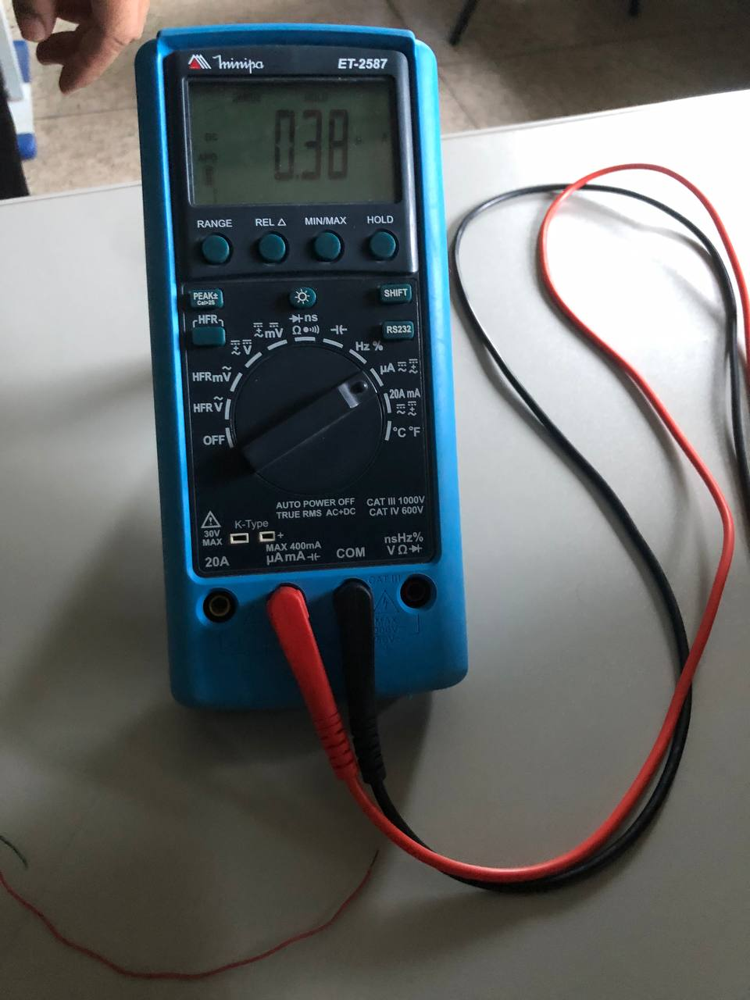 minipa ET-2587
DC
0.38
RANGE REL Δ MIN/MAX HOLD
PEAK± SHIFT
Cal>2S
HFR RS232
mV Ω ns
V Hz %
HFR mV µA
HFR V 20A mA
OFF °C °F
AUTO POWER OFF CAT III 1000V
TRUE RMS AC+DC CAT IV 600V
30V K-Type
MAX +
MAX 400mA nsHz%
20A µA mA COM V Ω
CAT III
MAX